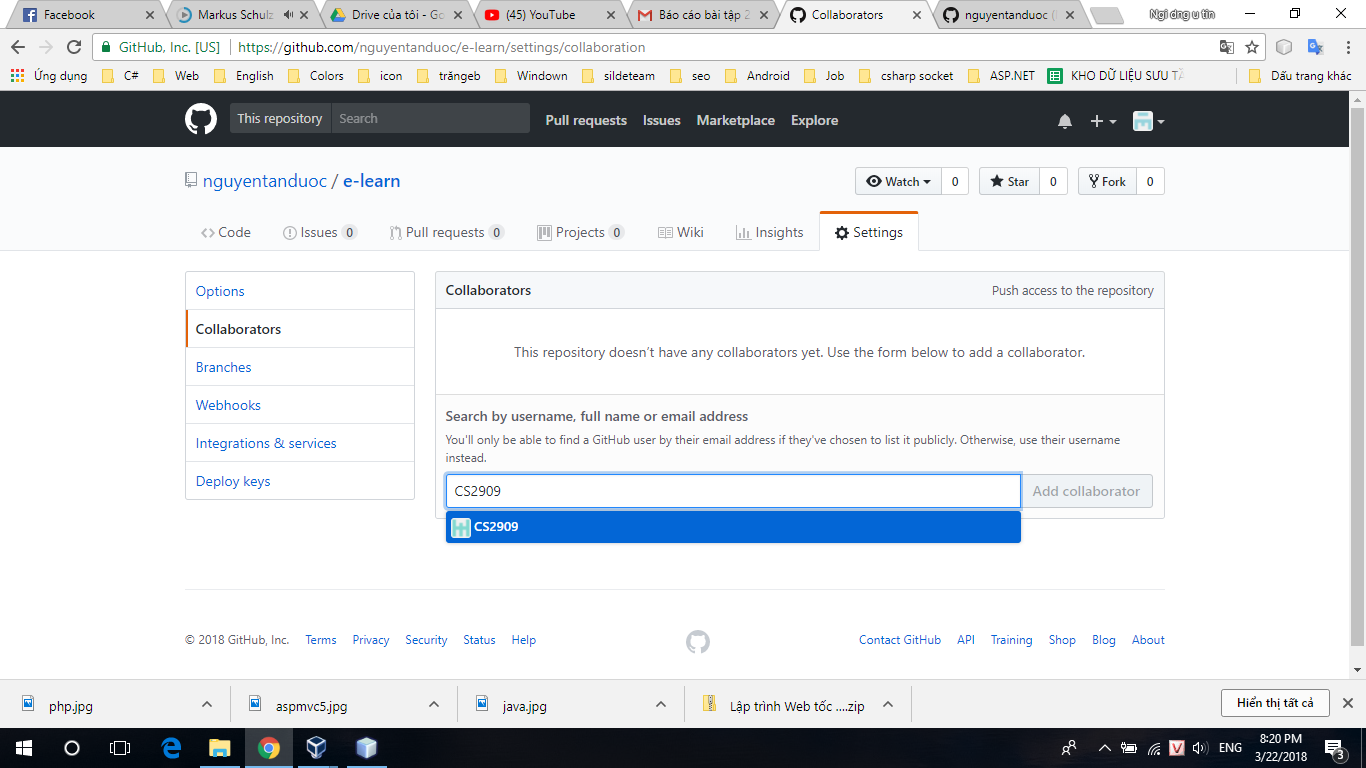 Facebook
Markus Schulz
Drive của tôi - Go
(45) YouTube
Báo cáo bài tập 2
Collaborators
nguyentanduoc (
GitHub, Inc. [US]
https://github.com/nguyentanduoc/e-learn/settings/collaboration
Ứng dụng
C#
Web
English
Colors
icon
trăngeb
Windown
sildeteam
seo
Android
Job
csharp socket
ASP.NET
KHO DỮ LIỆU SƯU TẦ
Dấu trang khác
This repository
Search
Pull requests
Issues
Marketplace
Explore
nguyentanduoc / e-learn
Watch
0
Star
0
Fork
0
Code
Issues 0
Pull requests 0
Projects 0
Wiki
Insights
Settings
Options
Collaborators
Branches
Webhooks
Integrations & services
Deploy keys
Collaborators
Push access to the repository
This repository doesn't have any collaborators yet. Use the form below to add a collaborator.
Search by username, full name or email address
You'll only be able to find a GitHub user by their email address if they've chosen to list it publicly. Otherwise, use their username
instead.
CS2909
Add collaborator
CS2909
© 2018 GitHub, Inc.
Terms
Privacy
Security
Status
Help
Contact GitHub
API
Training
Shop
Blog
About
php.jpg
aspmvc5.jpg
java.jpg
Lập trình Web tốc ....zip
Hiển thị tất cả
ENG
8:20 PM
3/22/2018
3